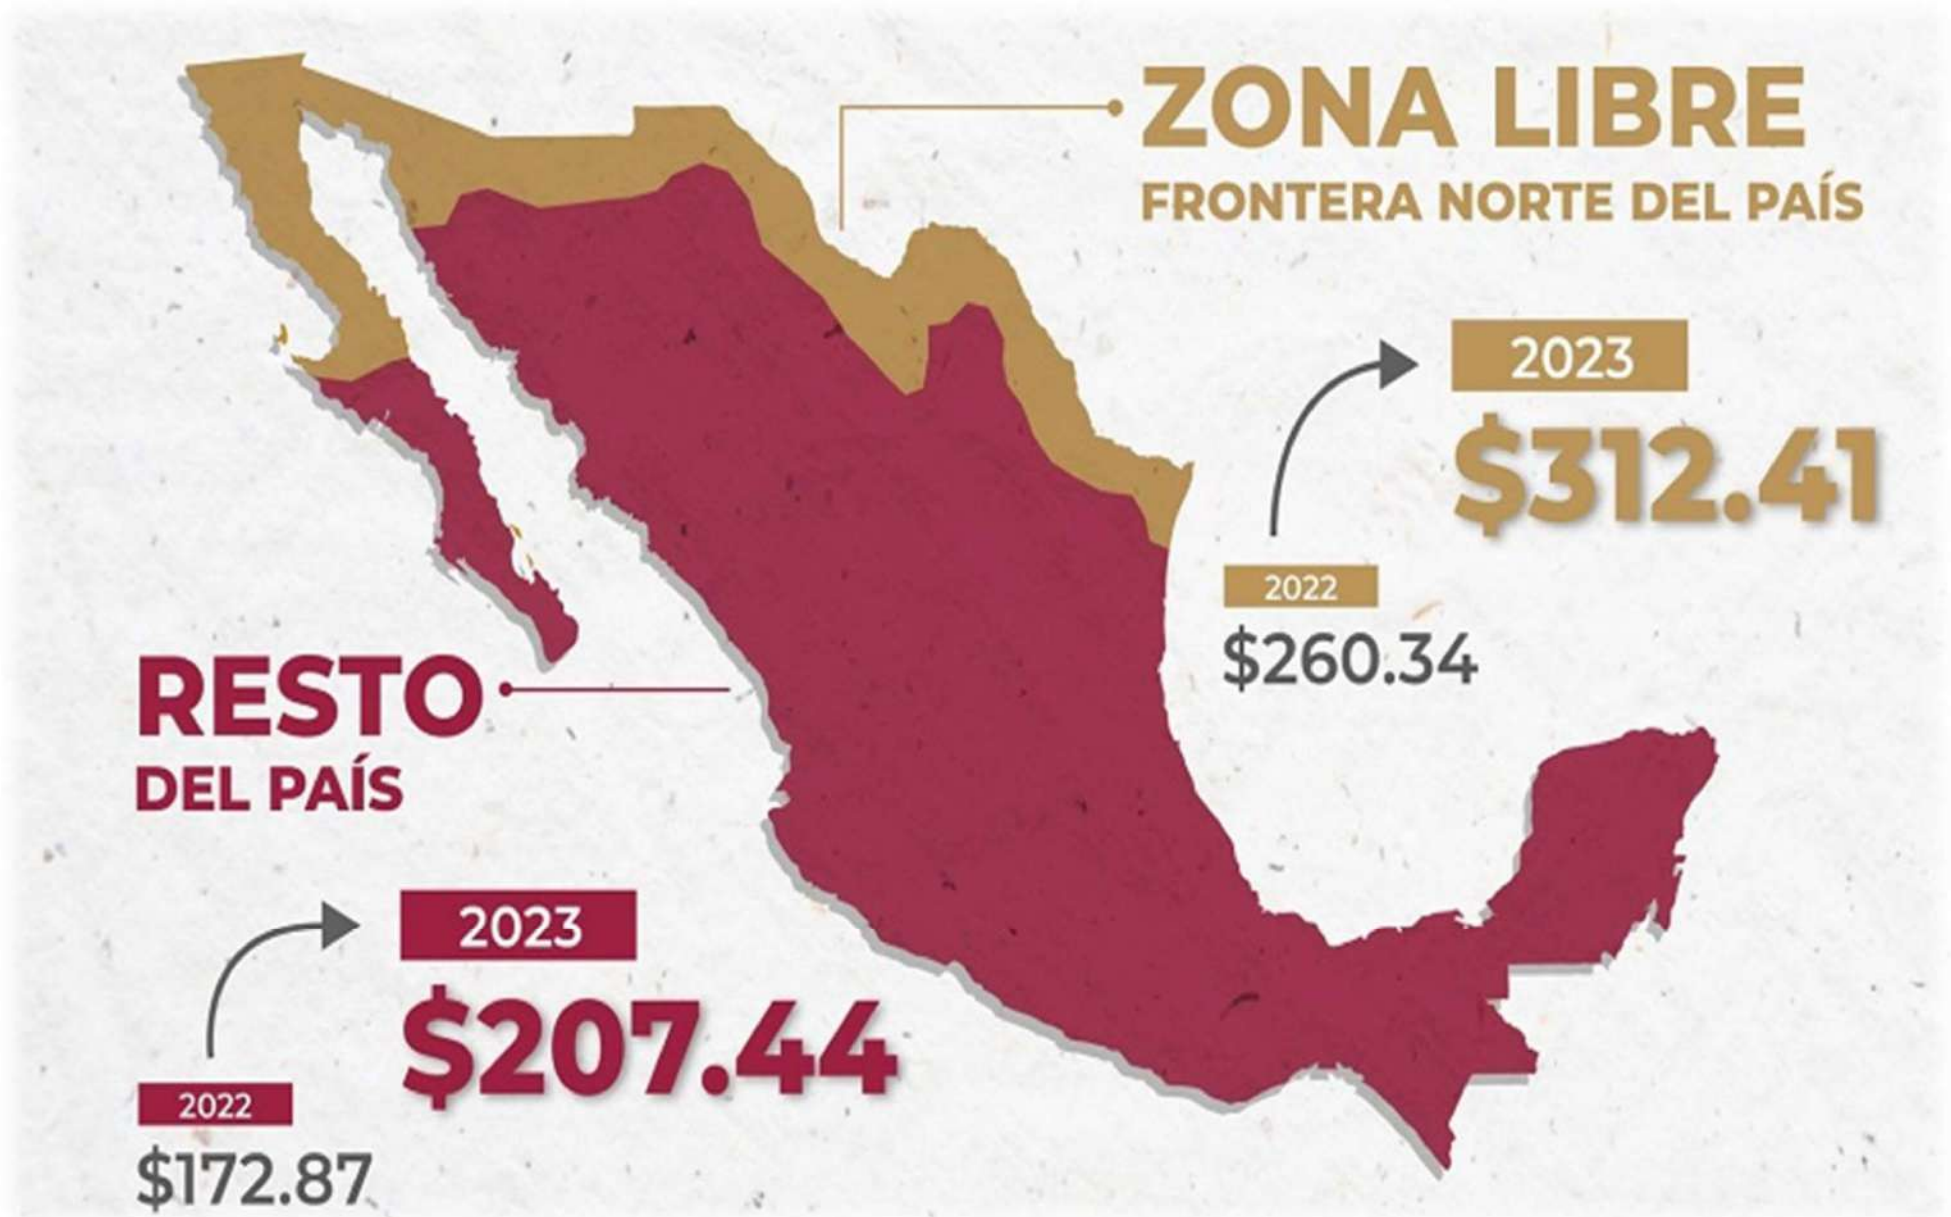 ZONA LIBRE
FRONTERA NORTE DEL PAÍS
2023
$312.41
2022
$260.34
RESTO
DEL PAÍS
2023
$207.44
2022
$172.87